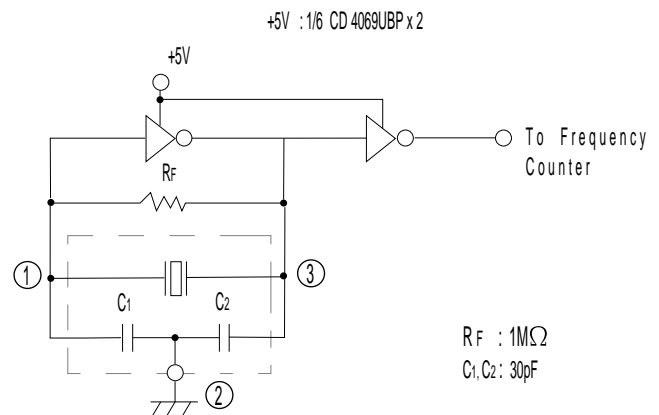 +5V : 1/6 CD 4069UBP x 2
+5V
To Frequency
Counter
RF
1
3
C1
C2
RF : 1MΩ
C1, C2 : 30pF
2